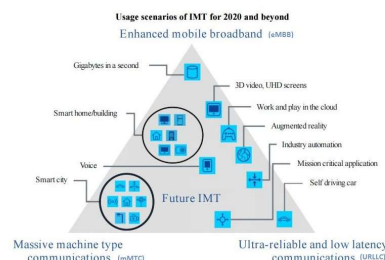 Usage scenarios of IMT for 2020 and beyond
Enhanced mobile broadband (eMBB)
Gigabytes in a second
3D video, UHD screens
Work and play in the cloud
Smart home/building
Augmented reality
Industry automation
Voice
Mission critical application
Smart city
Self driving car
Future IMT
Massive machine type
communications (mMTC)
Ultra-reliable and low latency
communications (URLLC)